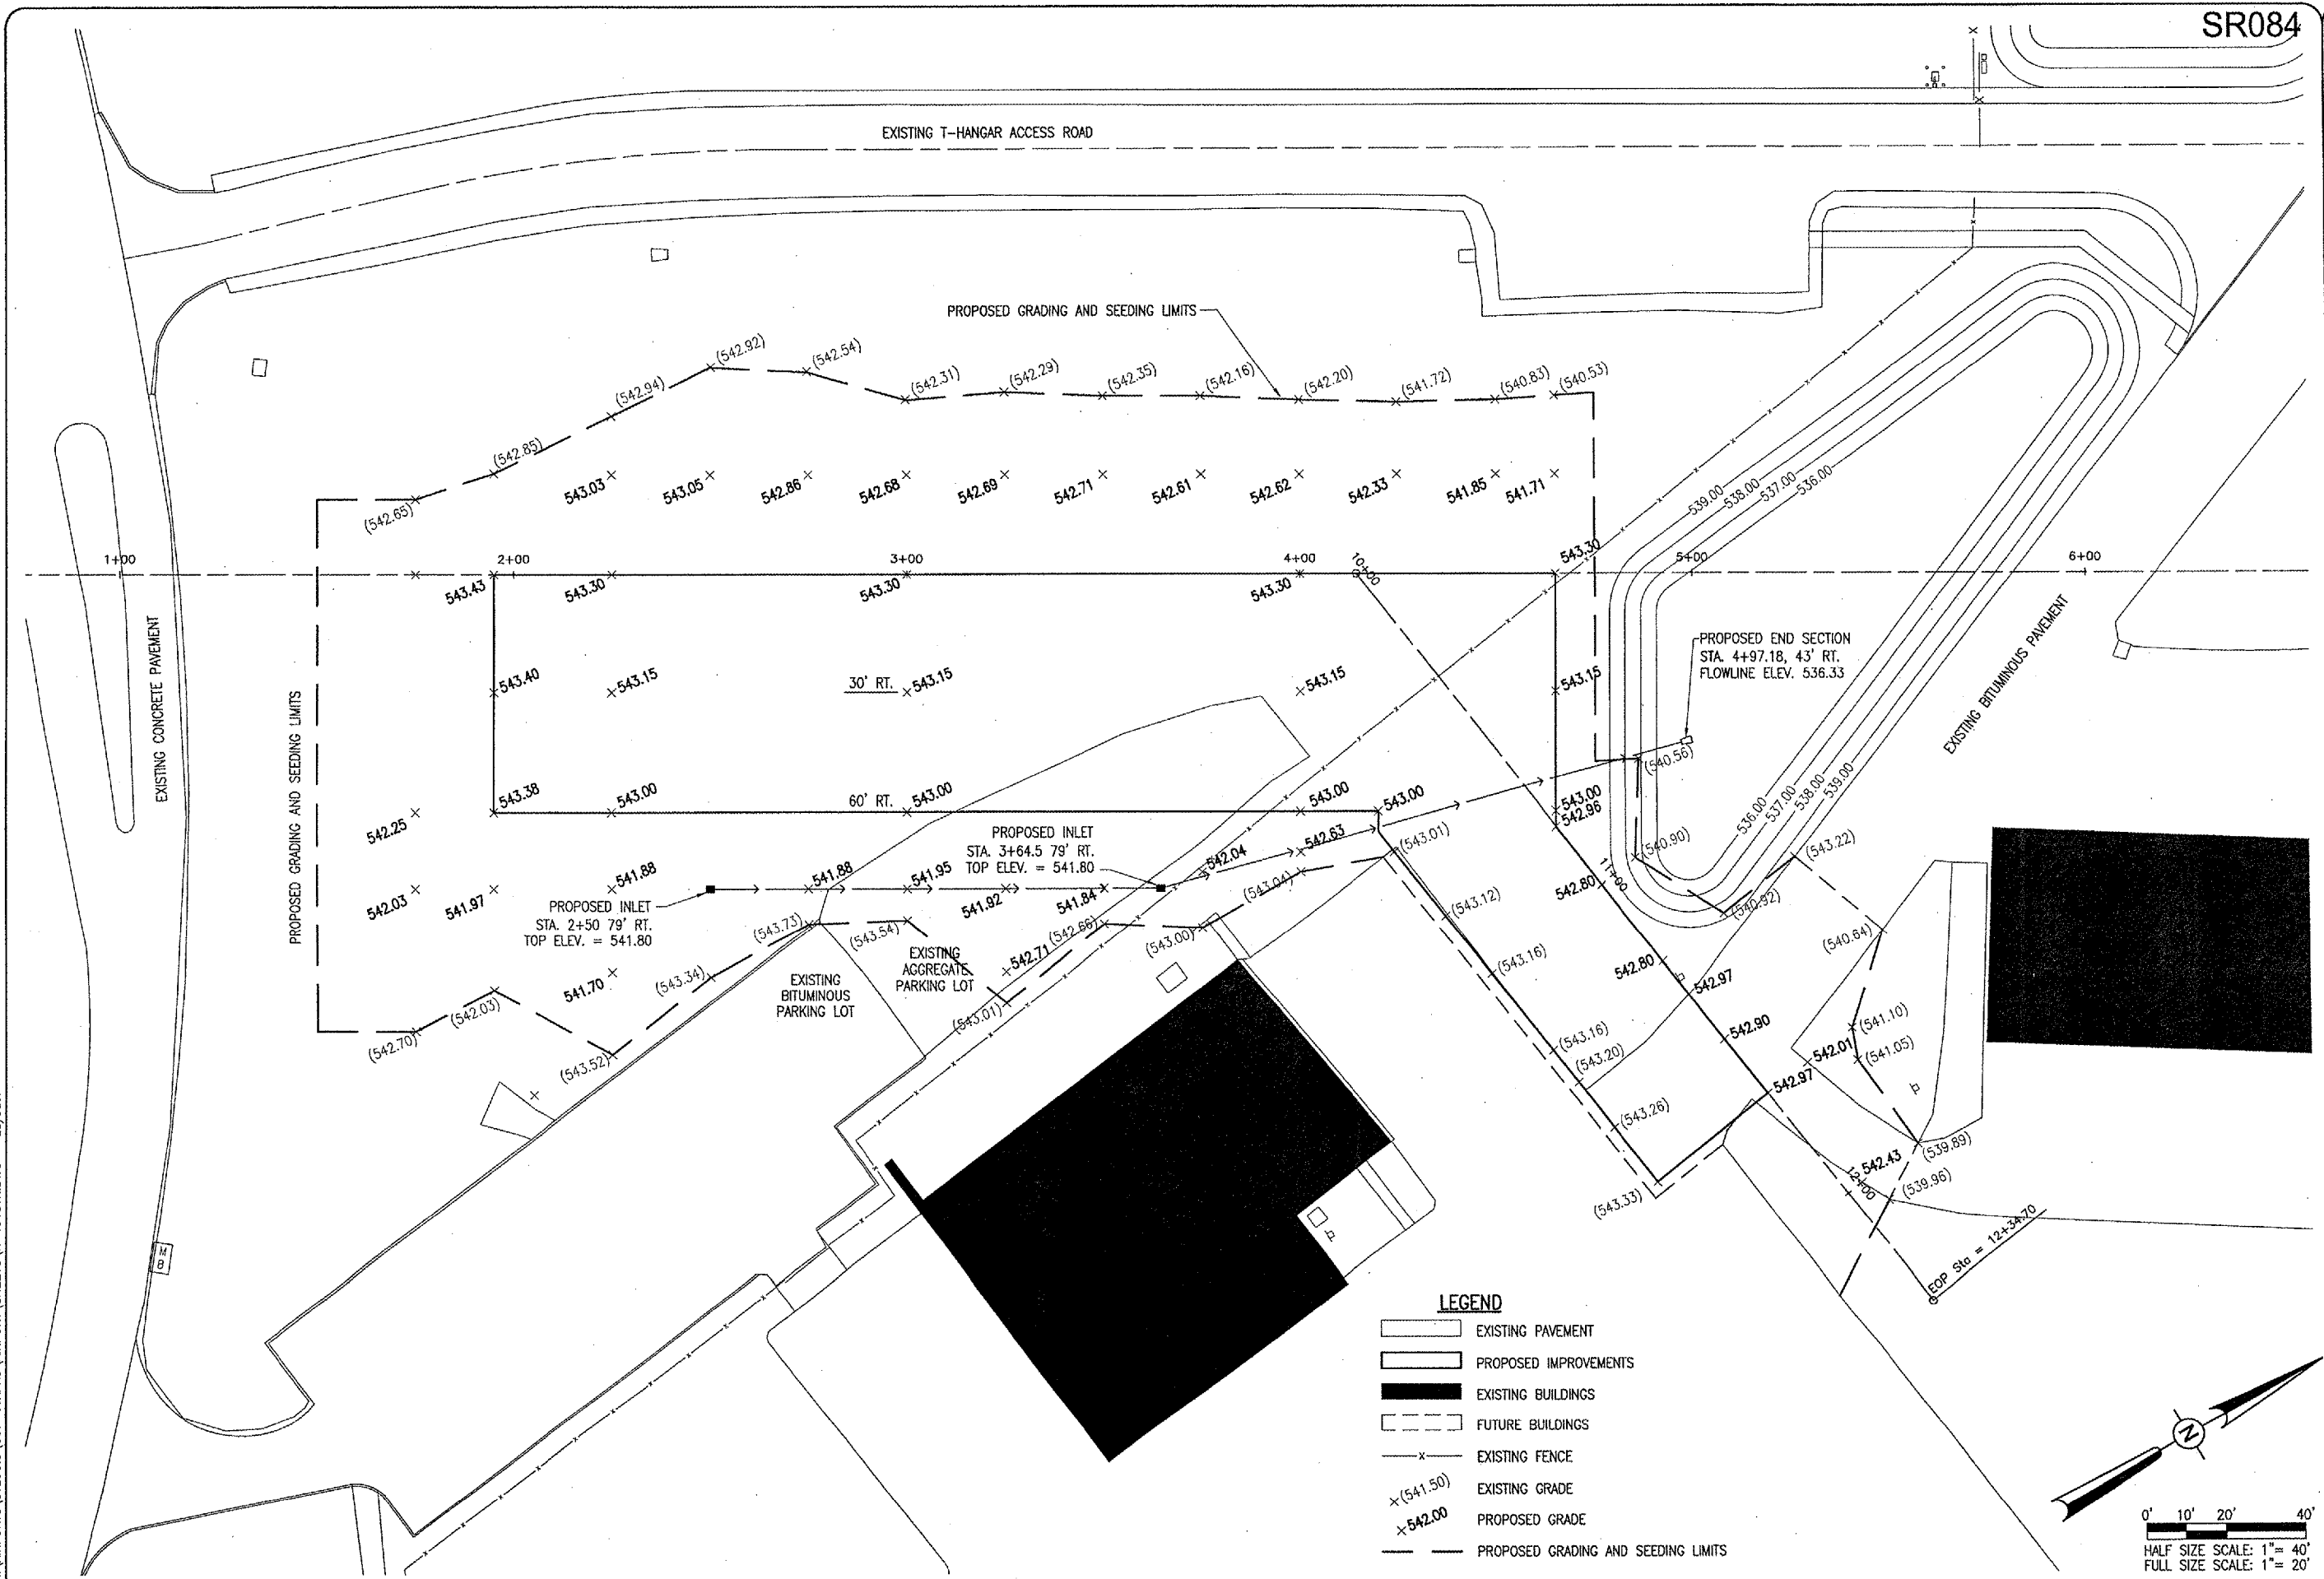 SR084
EXISTING T-HANGAR ACCESS ROAD
PROPOSED GRADING AND SEEDING LIMITS
(542.65)
(542.85)
(542.94)
(542.92)
(542.54)
(542.31)
(542.29)
(542.35)
(542.16)
(542.20)
(541.72)
(540.83)
(540.53)
543.03
543.05
542.86
542.68
542.69
542.71
542.61
542.62
542.33
541.85
541.71
539.00
538.00
537.00
536.00
1+00
2+00
3+00
4+00
10+00
5+00
6+00
543.43
543.30
543.30
543.30
543.30
EXISTING CONCRETE PAVEMENT
PROPOSED GRADING AND SEEDING LIMITS
543.40
543.15
30' RT.
543.15
543.15
543.15
PROPOSED END SECTION
STA. 4+97.18, 43' RT.
FLOWLINE ELEV. 536.33
EXISTING BITUMINOUS PAVEMENT
(540.56)
542.25
543.38
543.00
60' RT.
543.00
543.00
543.00
543.00
542.96
536.00
537.00
538.00
539.00
PROPOSED INLET
STA. 3+64.5 79' RT.
TOP ELEV. = 541.80
542.63
542.04
(543.01)
(543.04)
(540.90)
(543.22)
542.03
541.97
541.88
541.88
541.95
541.92
541.84
542.80
11+00
(540.92)
PROPOSED INLET
STA. 2+50 79' RT.
TOP ELEV. = 541.80
(543.73)
(543.54)
(542.66)
(543.00)
(543.12)
(540.64)
541.70
(543.34)
EXISTING
BITUMINOUS
PARKING LOT
EXISTING
AGGREGATE
PARKING LOT
542.71
(543.01)
(543.16)
542.80
542.97
(542.03)
(542.70)
(543.52)
(543.16)
(543.20)
542.90
542.01
(541.10)
(541.05)
542.97
(543.26)
(543.33)
542.43
12+00
(539.89)
(539.96)
EOP Sta = 12+34.70
M
B
LEGEND
EXISTING PAVEMENT
PROPOSED IMPROVEMENTS
EXISTING BUILDINGS
FUTURE BUILDINGS
x EXISTING FENCE
x(541.50) EXISTING GRADE
x542.00 PROPOSED GRADE
PROPOSED GRADING AND SEEDING LIMITS
N
0' 10' 20' 40'
HALF SIZE SCALE: 1"= 40'
FULL SIZE SCALE: 1"= 20'